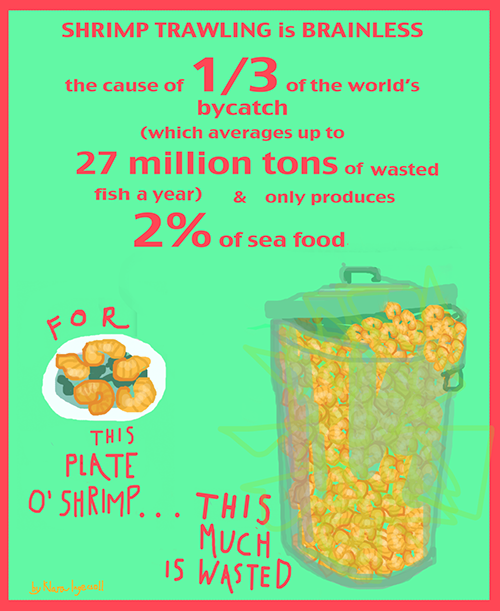 SHRIMP TRAWLING is BRAINLESS
the cause of 1/3 of the world's
bycatch
(which averages up to
27 million tons of wasted
fish a year) & only produces
2% of sea food
FOR
THIS
PLATE
O' SHRIMP... THIS
MUCH
IS WASTED